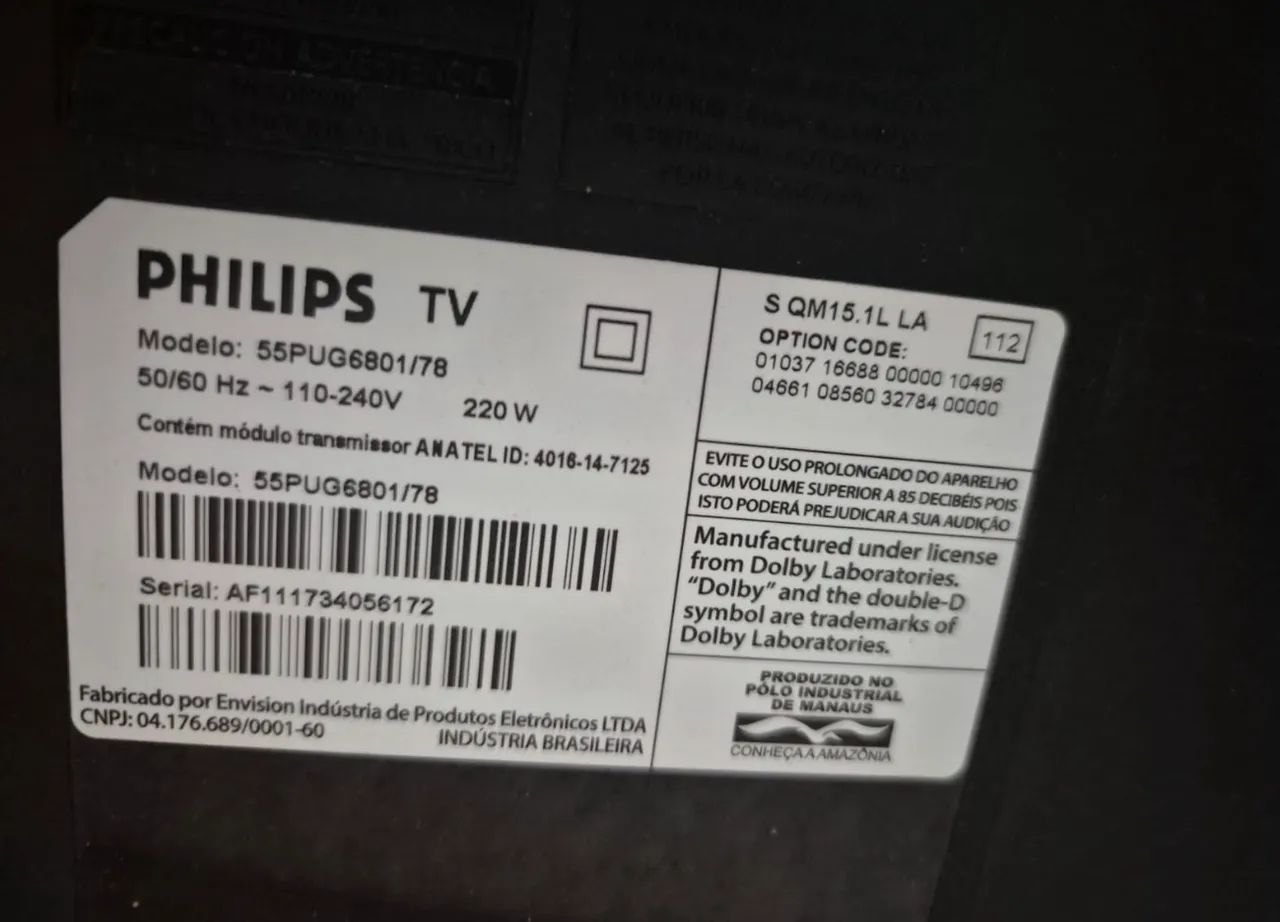 PHILIPS TV
Modelo: 55PUG6801/78
50/60 Hz ~ 110-240V 220 W
Contém módulo transmissor ANATEL ID: 4016-14-7125
Modelo: 55PUG6801/78
Serial: AF111734056172
Fabricado por Envision Indústria de Produtos Eletrônicos LTDA
CNPJ: 04.176.689/0001-60
INDÚSTRIA BRASILEIRA
S QM15.1L LA
112
OPTION CODE:
01037 16688 00000 10496
04661 08560 32784 00000
EVITE O USO PROLONGADO DO APARELHO
COM VOLUME SUPERIOR A 85 DECIBÉIS POIS
ISTO PODERÁ PREJUDICAR A SUA AUDIÇÃO
Manufactured under license
from Dolby Laboratories.
“Dolby” and the double-D
symbol are trademarks of
Dolby Laboratories.
PRODUZIDO NO
PÓLO INDUSTRIAL
DE MANAUS
CONHEÇA A AMAZÔNIA